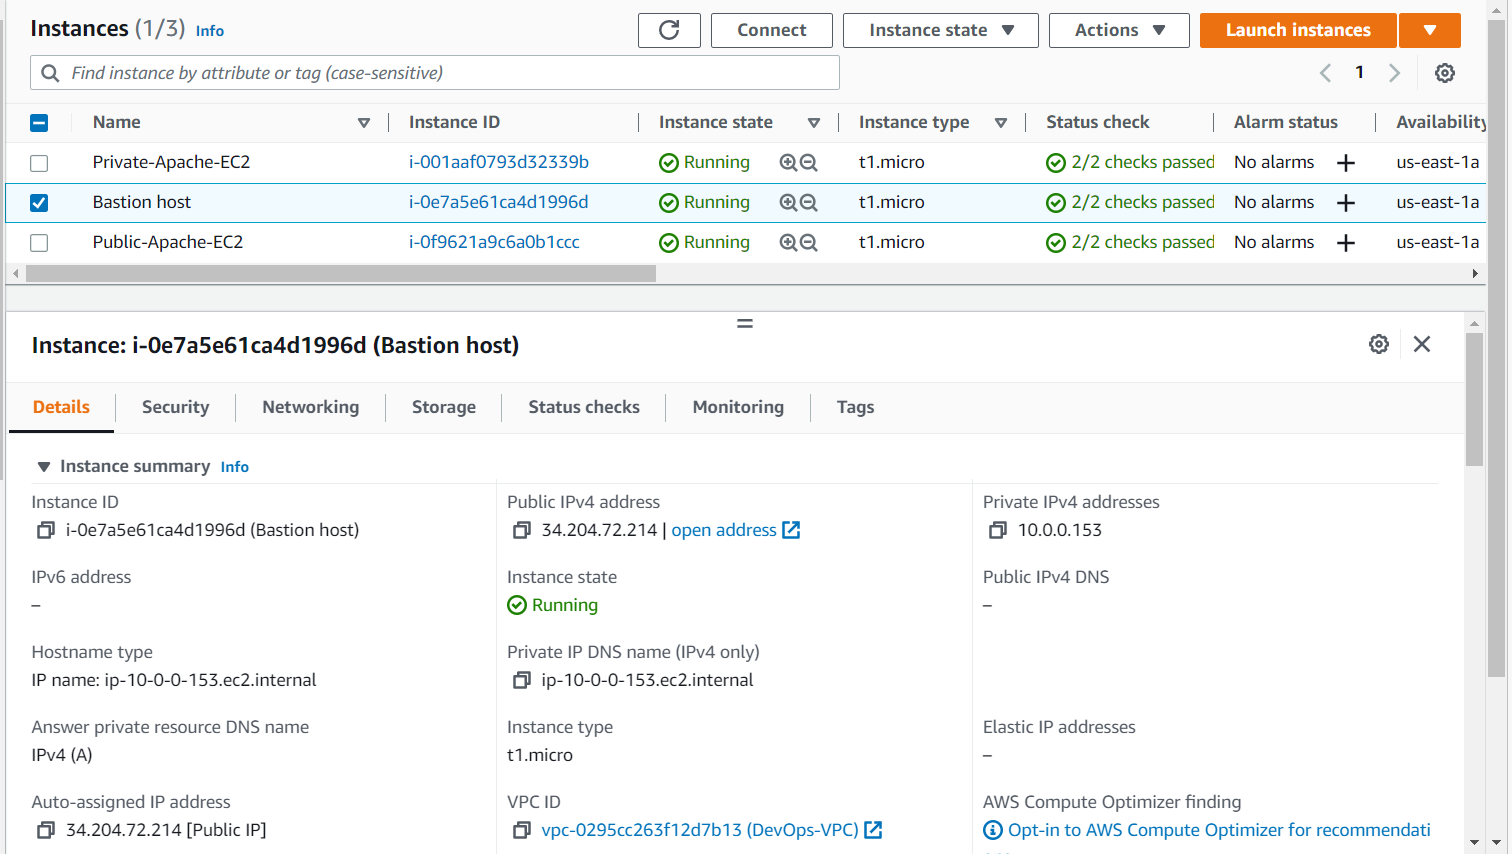 Instances (1/3) Info
Connect
Instance state
Actions
Launch instances
Find instance by attribute or tag (case-sensitive)
1
Name Instance ID Instance state Instance type Status check Alarm status Availability
Private-Apache-EC2 i-001aaf0793d32339b Running t1.micro 2/2 checks passed No alarms us-east-1a
Bastion host i-0e7a5e61ca4d1996d Running t1.micro 2/2 checks passed No alarms us-east-1a
Public-Apache-EC2 i-0f9621a9c6a0b1ccc Running t1.micro 2/2 checks passed No alarms us-east-1a
Instance: i-0e7a5e61ca4d1996d (Bastion host)
Details Security Networking Storage Status checks Monitoring Tags
Instance summary Info
Instance ID
i-0e7a5e61ca4d1996d (Bastion host)
Public IPv4 address
34.204.72.214 | open address
Private IPv4 addresses
10.0.0.153
IPv6 address
–
Instance state
Running
Public IPv4 DNS
–
Hostname type
IP name: ip-10-0-0-153.ec2.internal
Private IP DNS name (IPv4 only)
ip-10-0-0-153.ec2.internal
Answer private resource DNS name
IPv4 (A)
Instance type
t1.micro
Elastic IP addresses
–
Auto-assigned IP address
34.204.72.214 [Public IP]
VPC ID
vpc-0295cc263f12d7b13 (DevOps-VPC)
AWS Compute Optimizer finding
Opt-in to AWS Compute Optimizer for recommendati